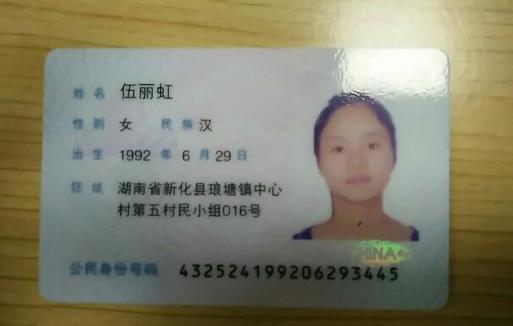 姓名 伍丽虹
性别 女 民族 汉
出生 1992 年 6 月 29 日
住址 湖南省新化县琅塘镇中心
村第五村民小组016号
公民身份号码 432524199206293445
CHINA